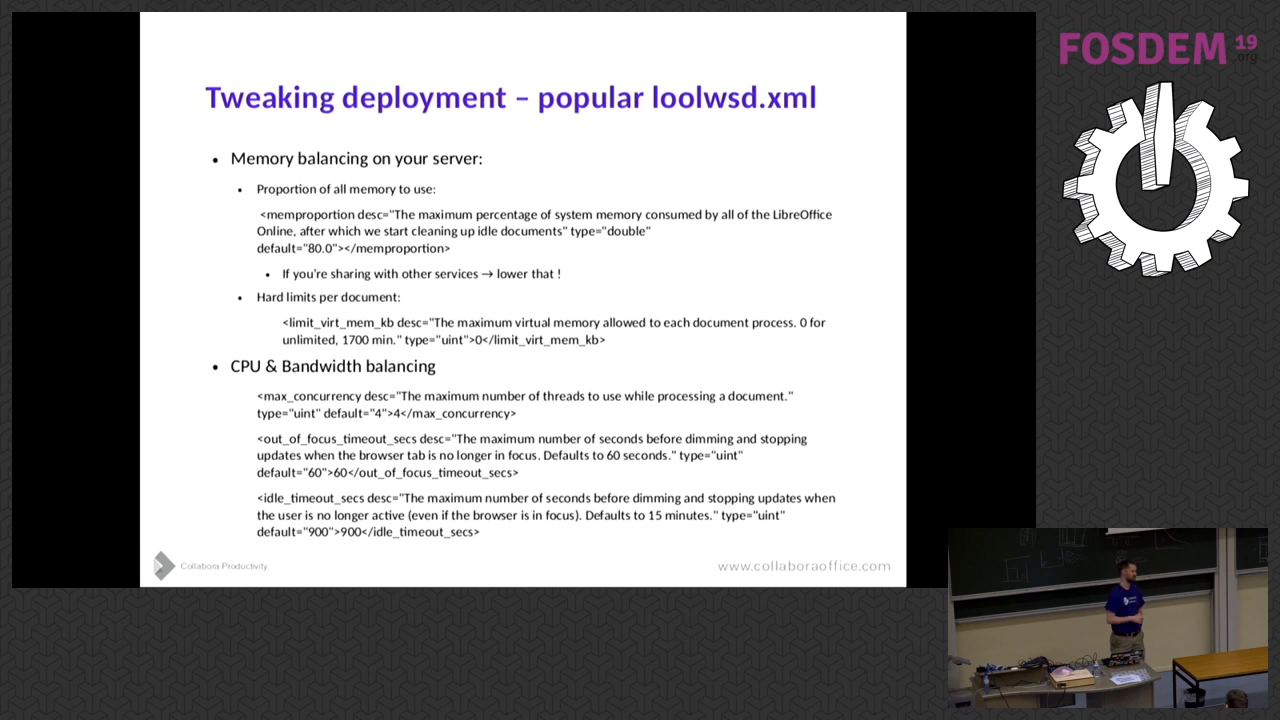 Tweaking deployment – popular loolwsd.xml
• Memory balancing on your server:
• Proportion of all memory to use:
<memproportion desc="The maximum percentage of system memory consumed by all of the LibreOffice
Online, after which we start cleaning up idle documents" type="double"
default="80.0"></memproportion>
• If you're sharing with other services → lower that !
• Hard limits per document:
<limit_virt_mem_kb desc="The maximum virtual memory allowed to each document process. 0 for
unlimited, 1700 min." type="uint">0</limit_virt_mem_kb>
• CPU & Bandwidth balancing
<max_concurrency desc="The maximum number of threads to use while processing a document."
type="uint" default="4">4</max_concurrency>
<out_of_focus_timeout_secs desc="The maximum number of seconds before dimming and stopping
updates when the browser tab is no longer in focus. Defaults to 60 seconds." type="uint"
default="60">60</out_of_focus_timeout_secs>
<idle_timeout_secs desc="The maximum number of seconds before dimming and stopping updates when
the user is no longer active (even if the browser is in focus). Defaults to 15 minutes." type="uint"
default="900">900</idle_timeout_secs>
Collabora Productivity
www.collaboraoffice.com
FOSDEM 19
.org